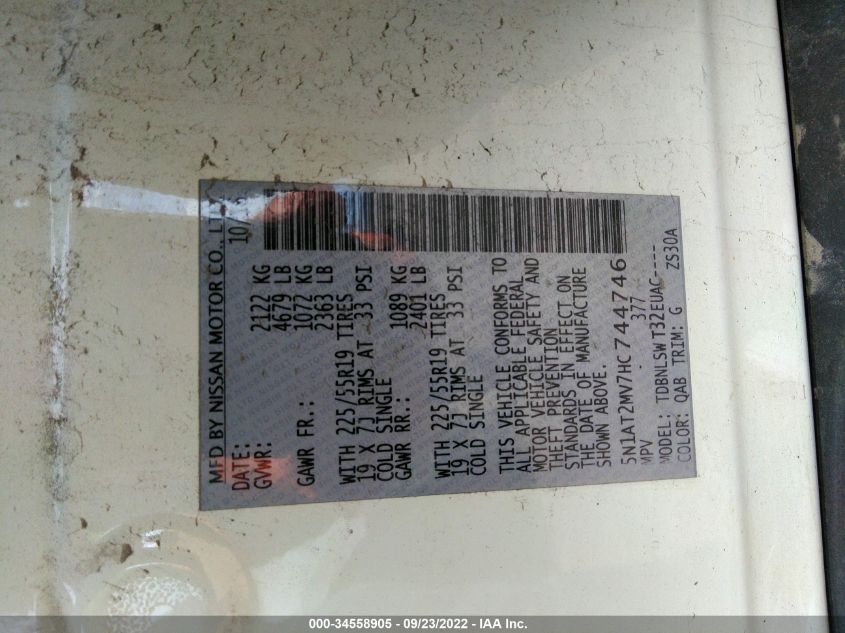 MFD BY NISSAN MOTOR CO., LTD
DATE: 10/
GVWR: 2122 KG
4679 LB
GAWR FR.: 1072 KG
2363 LB
WITH 225/55R19 TIRES
19 X 7J RIMS AT 33 PSI
COLD SINGLE
GAWR RR.: 1089 KG
2401 LB
WITH 225/55R19 TIRES
19 X 7J RIMS AT 33 PSI
COLD SINGLE
THIS VEHICLE CONFORMS TO
ALL APPLICABLE FEDERAL
MOTOR VEHICLE SAFETY AND
THEFT PREVENTION
STANDARDS IN EFFECT ON
THE DATE OF MANUFACTURE
SHOWN ABOVE.
5N1AT2MV7HC744746
MPV 377
MODEL: TDBNLSWT32EUAC----
COLOR: QAB TRIM: G ZS30A
000-34558905 - 09/23/2022 - IAA Inc.